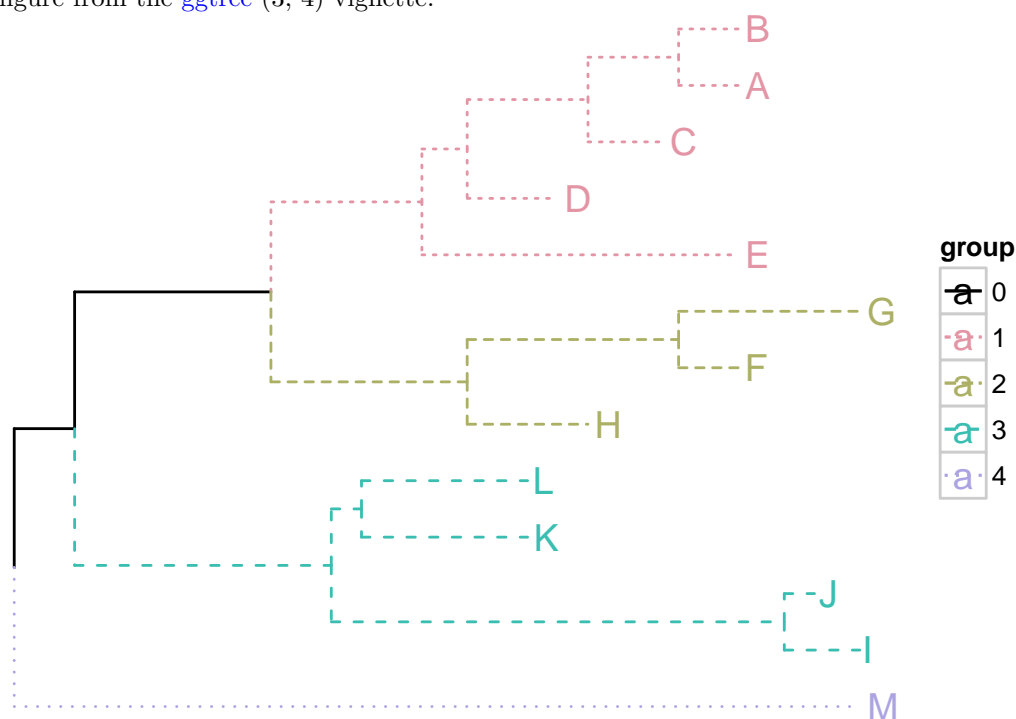 figure from the ggtree (3, 4) vignette.
B
A
C
D
E
group
G
a 0
a 1
F
a 2
H
a 3
L
a 4
K
J
I
M